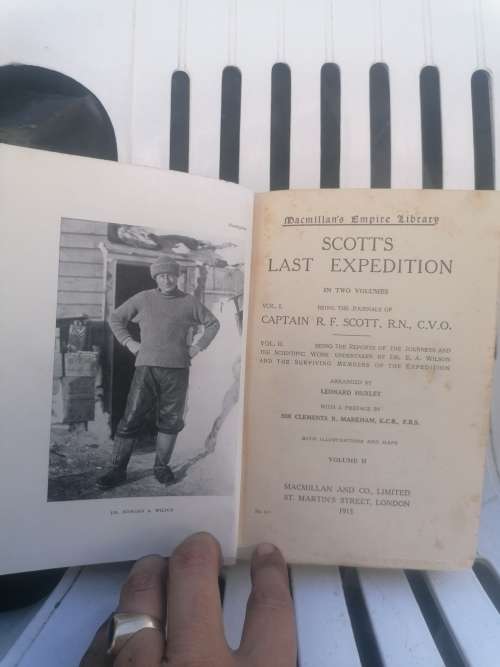 Macmillan's Empire Library
SCOTT'S
LAST EXPEDITION
IN TWO VOLUMES
VOL. I. BEING THE JOURNALS OF
CAPTAIN R. F. SCOTT, R.N., C.V.O.
VOL. II. BEING THE REPORTS OF THE JOURNEYS AND
THE SCIENTIFIC WORK UNDERTAKEN BY DR. E. A. WILSON
AND THE SURVIVING MEMBERS OF THE EXPEDITION
ARRANGED BY
LEONARD HUXLEY
WITH A PREFACE BY
SIR CLEMENTS R. MARKHAM, K.C.B., F.R.S.
WITH ILLUSTRATIONS AND MAPS
VOLUME II
MACMILLAN AND CO., LIMITED
ST. MARTIN'S STREET, LONDON
DR. EDWARD A. WILSON